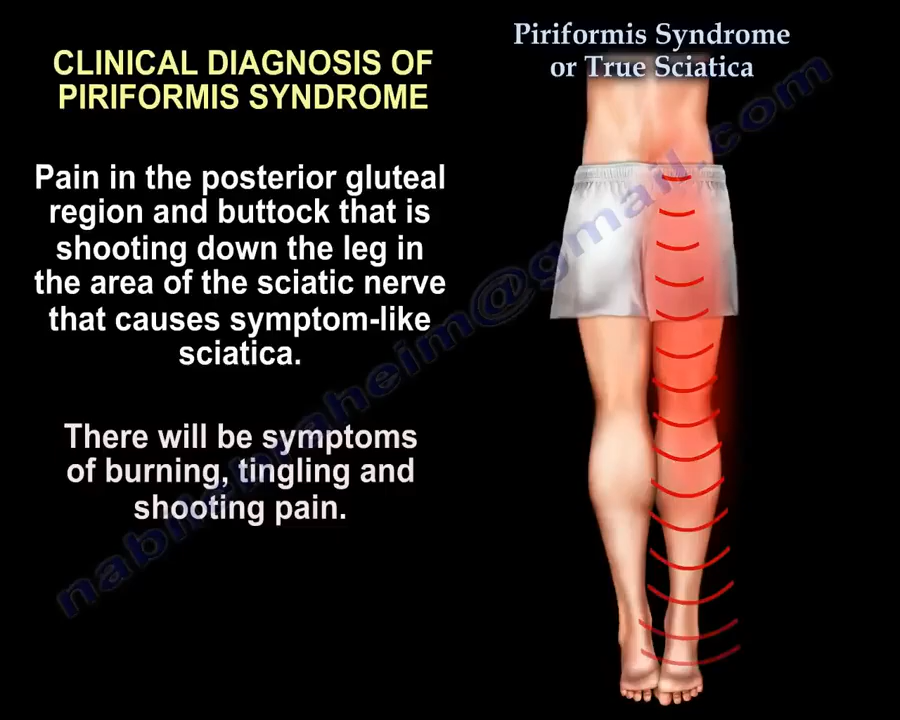 CLINICAL DIAGNOSIS OF
PIRIFORMIS SYNDROME
Pain in the posterior gluteal
region and buttock that is
shooting down the leg in
the area of the sciatic nerve
that causes symptom-like
sciatica.
There will be symptoms
of burning, tingling and
shooting pain.
Piriformis Syndrome
or True Sciatica